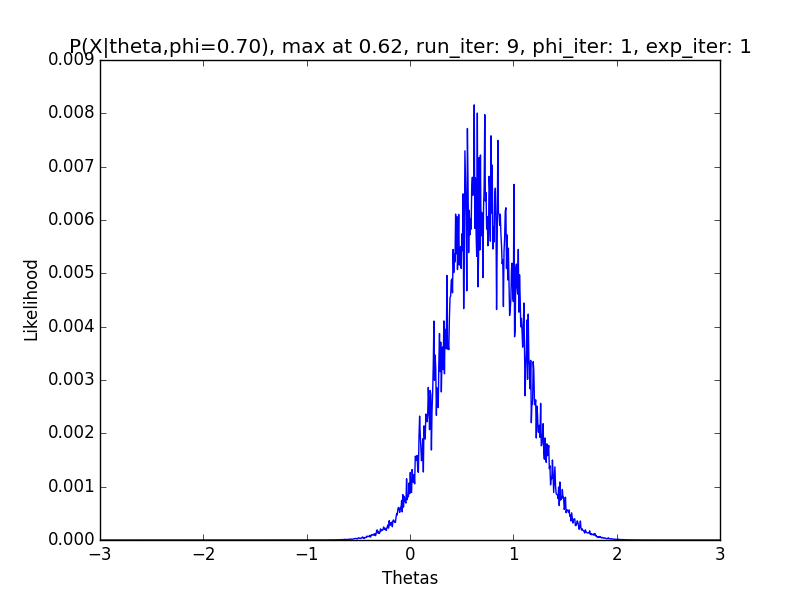 P(X|theta,phi=0.70), max at 0.62, run_iter: 9, phi_iter: 1, exp_iter: 1
0.009
0.008
0.007
0.006
0.005
0.004
0.003
0.002
0.001
0.000
Likelihood
−3 −2 −1 0 1 2 3
Thetas